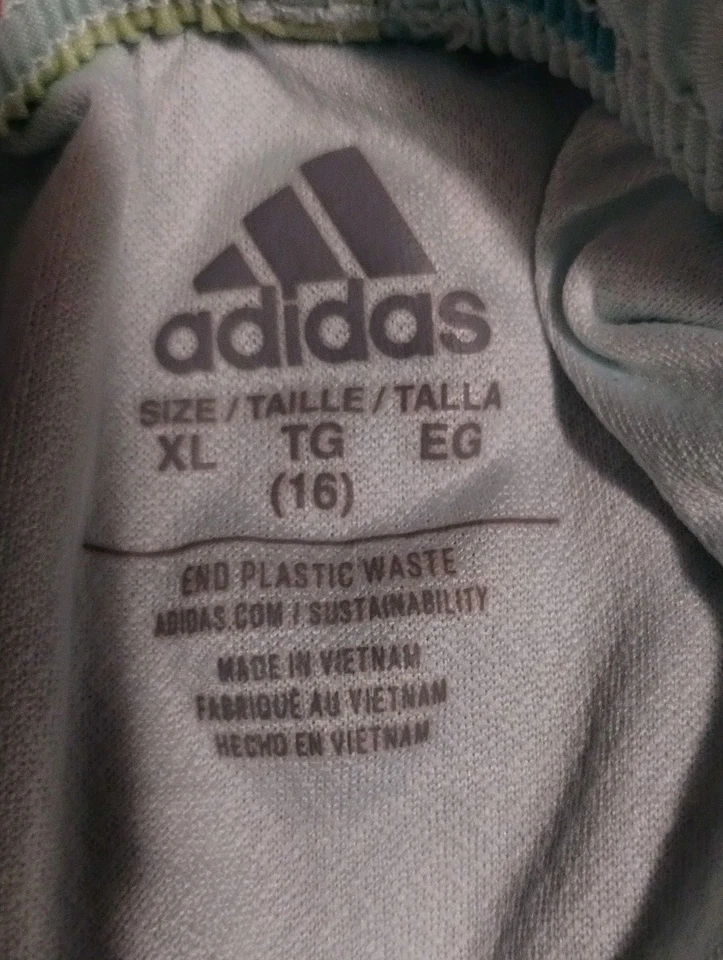 adidas
SIZE / TAILLE / TALLA
XL TG EG
(16)
END PLASTIC WASTE
ADIDAS.COM / SUSTAINABILITY
MADE IN VIETNAM
FABRIQUÉ AU VIETNAM
HECHO EN VIETNAM